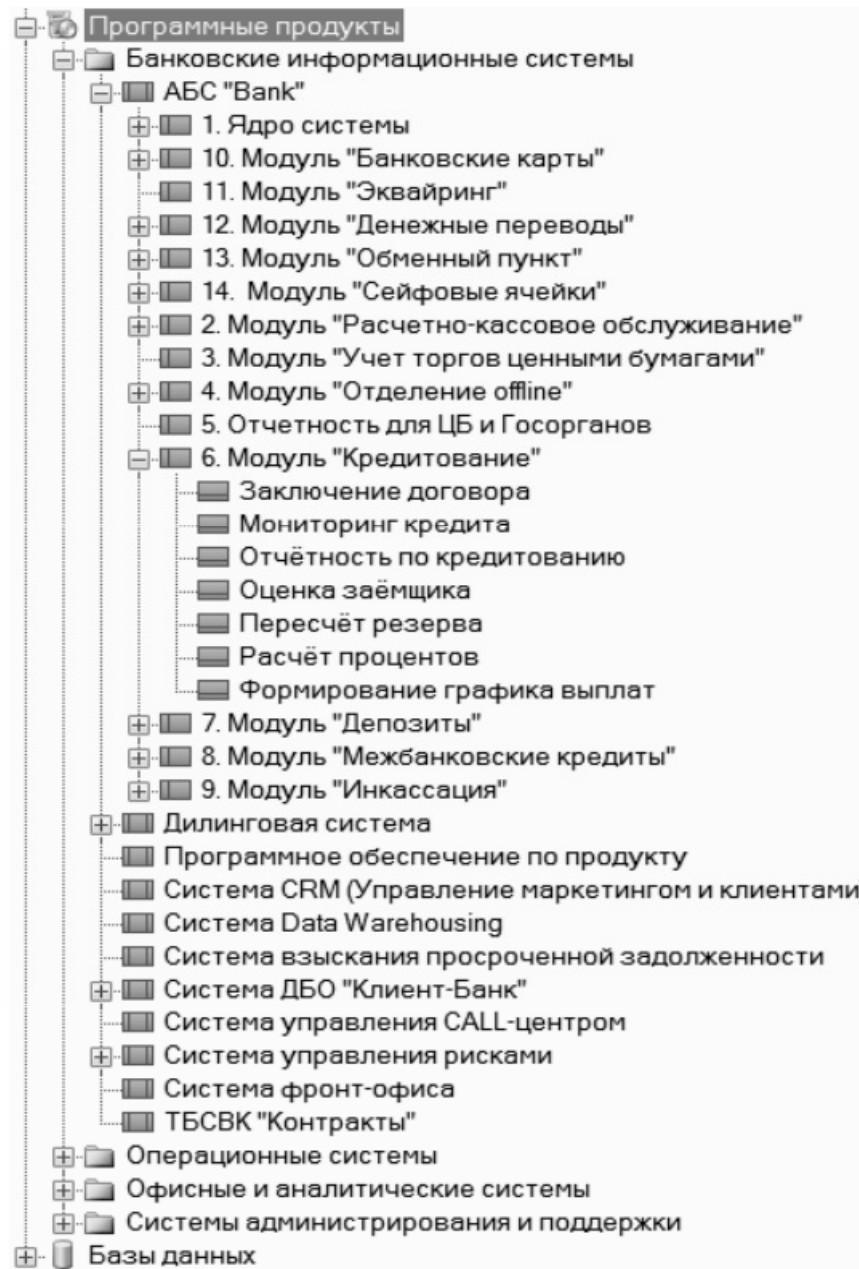 Программные продукты
Банковские информационные системы
АБС "Bank"
1. Ядро системы
10. Модуль "Банковские карты"
11. Модуль "Эквайринг"
12. Модуль "Денежные переводы"
13. Модуль "Обменный пункт"
14. Модуль "Сейфовые ячейки"
2. Модуль "Расчетно-кассовое обслуживание"
3. Модуль "Учет торгов ценными бумагами"
4. Модуль "Отделение offline"
5. Отчетность для ЦБ и Госорганов
6. Модуль "Кредитование"
Заключение договора
Мониторинг кредита
Отчётность по кредитованию
Оценка заёмщика
Пересчёт резерва
Расчёт процентов
Формирование графика выплат
7. Модуль "Депозиты"
8. Модуль "Межбанковские кредиты"
9. Модуль "Инкассация"
Дилинговая система
Программное обеспечение по продукту
Система CRM (Управление маркетингом и клиентами
Система Data Warehousing
Система взыскания просроченной задолженности
Система ДБО "Клиент-Банк"
Система управления CALL-центром
Система управления рисками
Система фронт-офиса
ТБСВК "Контракты"
Операционные системы
Офисные и аналитические системы
Системы администрирования и поддержки
Базы данных